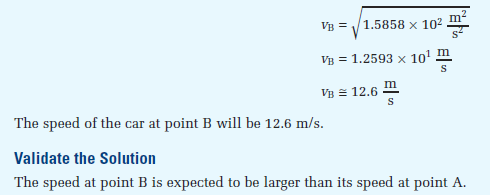 v_B = √1.5858 × 10² m²/s²
v_B = 1.2593 × 10¹ m/s
v_B ≅ 12.6 m/s
The speed of the car at point B will be 12.6 m/s.
Validate the Solution
The speed at point B is expected to be larger than its speed at point A.